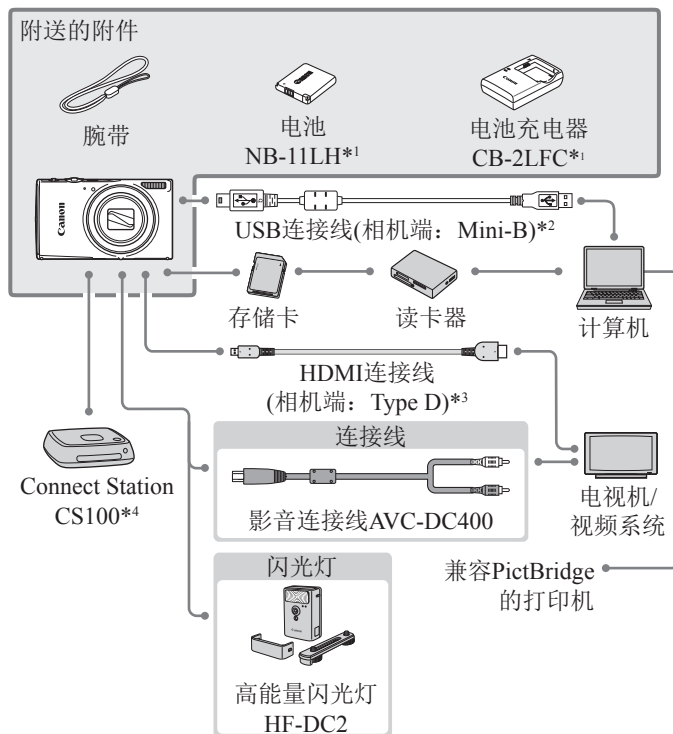 附送的附件
腕带
电池
NB-11LH*1
电池充电器
CB-2LFC*1
Canon
USB连接线(相机端：Mini-B)*2
存储卡
读卡器
计算机
HDMI连接线
(相机端：Type D)*3
连接线
影音连接线AVC-DC400
Connect Station
CS100*4
电视机/
视频系统
闪光灯
高能量闪光灯
HF-DC2
兼容PictBridge
的打印机